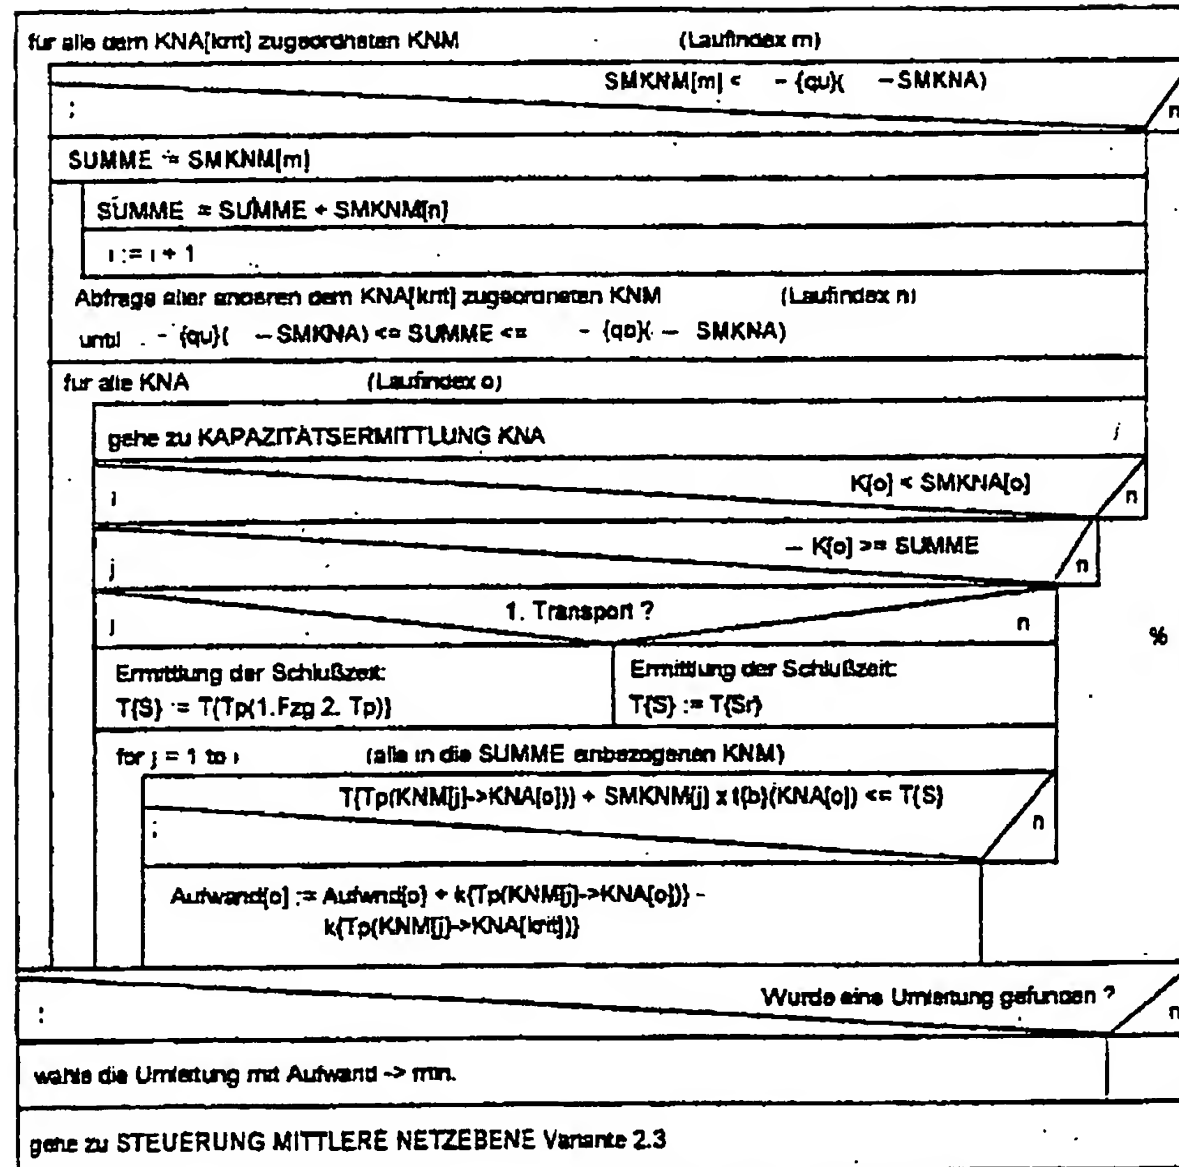 für alle dem KNA[krit] zugeordneten KNM (Laufindex m)
SMKNM[m] < - {qu}( -SMKNA)
j n
SUMME := SMKNM[m]
SUMME = SUMME + SMKNM[n]
i := i + 1
Abfrage aller anderen dem KNA[krit] zugeordneten KNM (Laufindex n)
until - {qu}( -SMKNA) <= SUMME <= - {qo}( - SMKNA)
für alle KNA (Laufindex o)
gehe zu KAPAZITÄTSERMITTLUNG KNA
K[o] < SMKNA[o]
j n
- K[o] >= SUMME
j n
1. Transport ?
j n
%
Ermittlung der Schlußzeit: Ermittlung der Schlußzeit:
T{S} := T{Tp(1.Fzg 2. Tp)} T{S} := T{Sr}
for j = 1 to i (alle in die SUMME einbezogenen KNM)
T{Tp(KNM[j]->KNA[o])} + SMKNM[j] x t{b}(KNA[o]) <= T{S}
j n
Aufwand[o] := Aufwnd[o] + k{Tp(KNM[j]->KNA[o])} -
k{Tp(KNM[j]->KNA[krit])}
Wurde eine Umleitung gefunden ?
j n
wähle die Umleitung mit Aufwand -> min.
gehe zu STEUERUNG MITTLERE NETZEBENE Variante 2.3